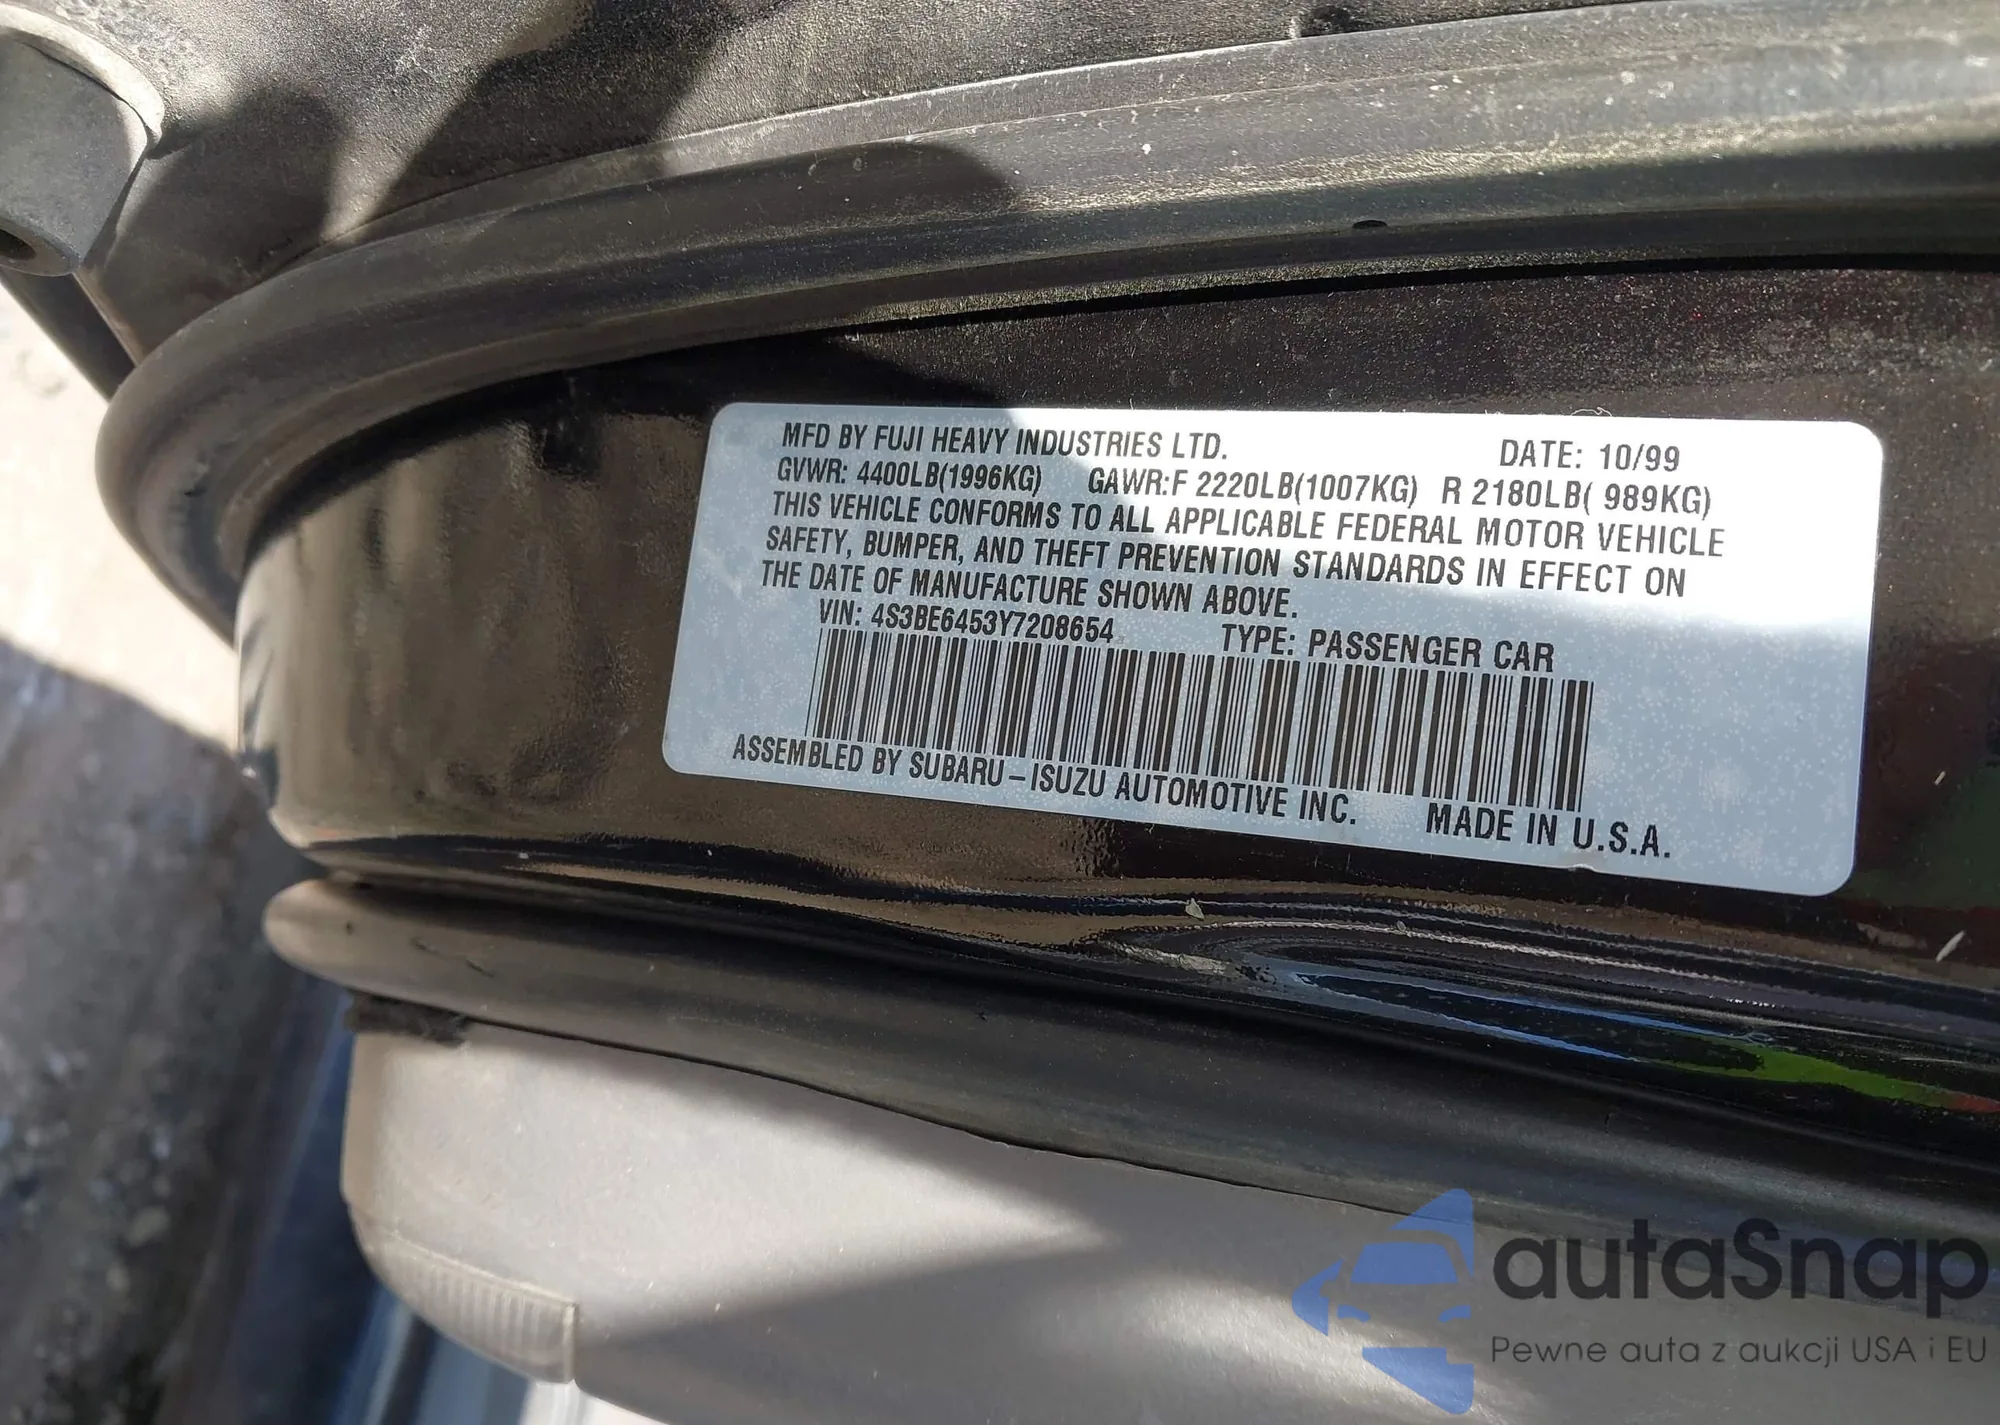 MFD BY FUJI HEAVY INDUSTRIES LTD. DATE: 10/99
GVWR: 4400LB(1996KG) GAWR:F 2220LB(1007KG) R 2180LB( 989KG)
THIS VEHICLE CONFORMS TO ALL APPLICABLE FEDERAL MOTOR VEHICLE
SAFETY, BUMPER, AND THEFT PREVENTION STANDARDS IN EFFECT ON
THE DATE OF MANUFACTURE SHOWN ABOVE.
VIN: 4S3BE6453Y7208654 TYPE: PASSENGER CAR
ASSEMBLED BY SUBARU-ISUZU AUTOMOTIVE INC. MADE IN U.S.A.
autaSnap
Pewne auta z aukcji USA i EU